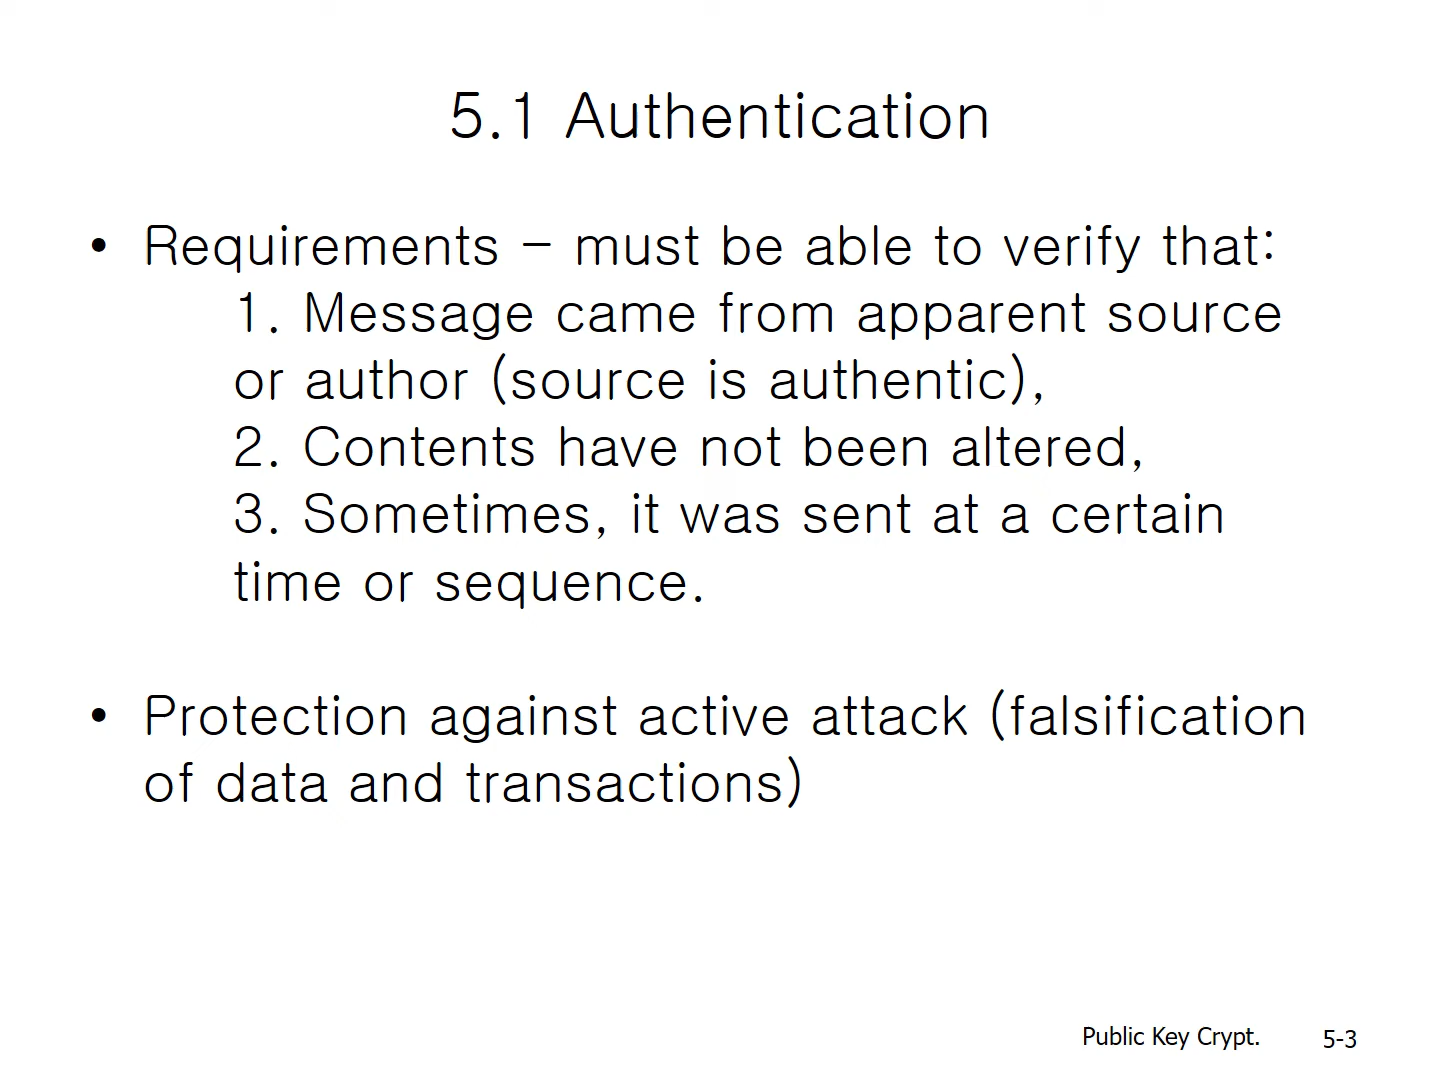 5.1 Authentication
• Requirements – must be able to verify that:
1. Message came from apparent source
or author (source is authentic),
2. Contents have not been altered,
3. Sometimes, it was sent at a certain
time or sequence.
• Protection against active attack (falsification
of data and transactions)
Public Key Crypt. 5-3